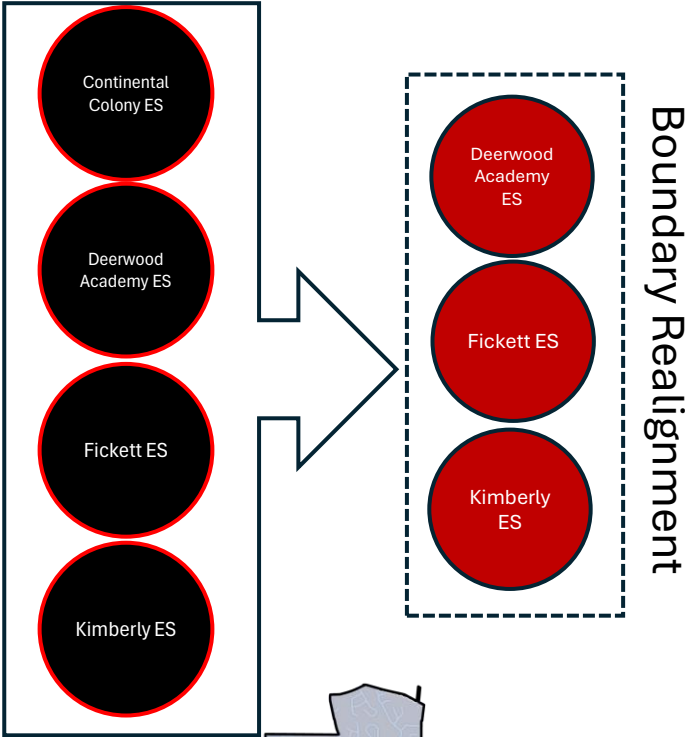 Continental
Colony ES
Deerwood
Academy ES
Fickett ES
Kimberly ES
Deerwood
Academy
ES
Fickett ES
Kimberly
ES
Boundary Realignment